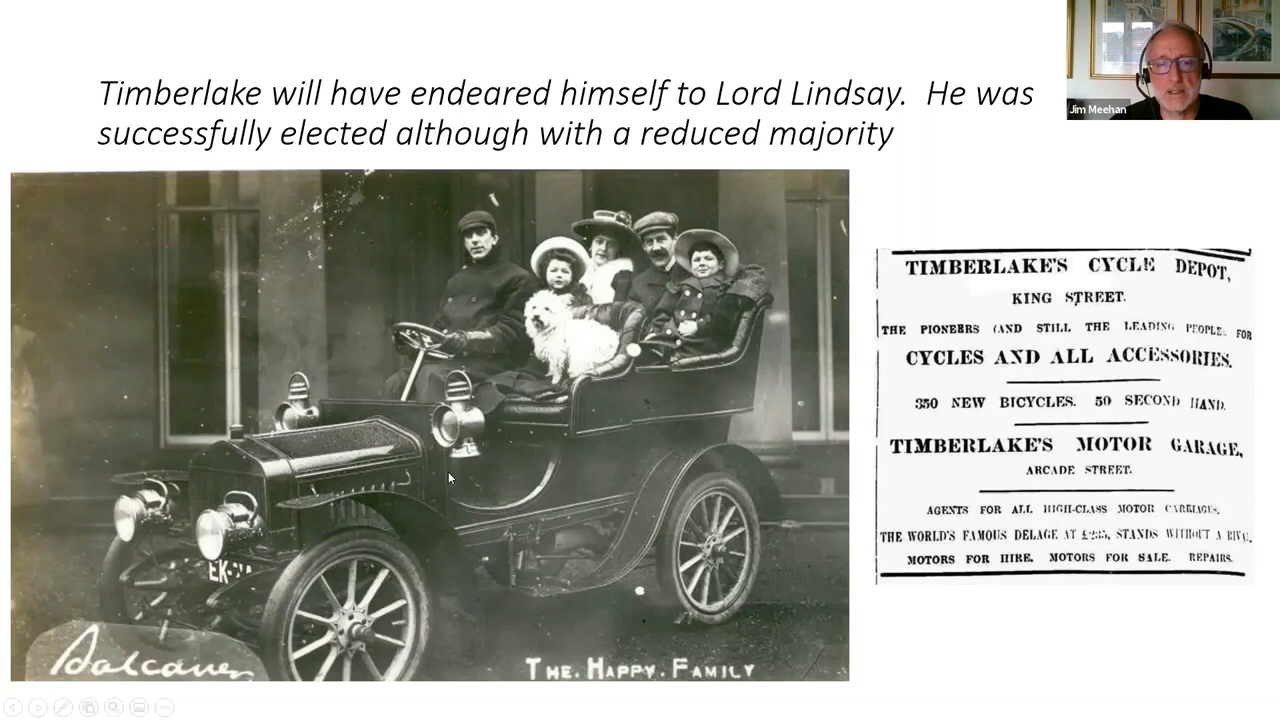 Timberlake will have endeared himself to Lord Lindsay. He was
successfully elected although with a reduced majority
Jim Meehan
EK-
Balcarres
THE. HAPPY. FAMILY
TIMBERLAKE'S CYCLE DEPOT,
KING STREET.
THE PIONEERS (AND STILL THE LEADING PEOPLE) FOR
CYCLES AND ALL ACCESSORIES.
350 NEW BICYCLES. 50 SECOND HAND.
TIMBERLAKE'S MOTOR GARAGE,
ARCADE STREET.
AGENTS FOR ALL HIGH-CLASS MOTOR CARRIAGES.
THE WORLD'S FAMOUS DELAGE AT STANDS WITHOUT A RIVAL.
MOTORS FOR HIRE. MOTORS FOR SALE. REPAIRS.